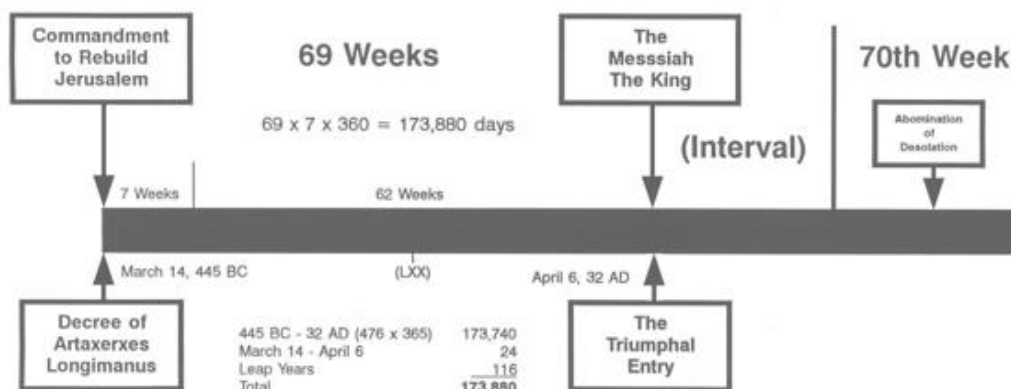 Commandment
to Rebuild
Jerusalem
69 Weeks
The
Messsiah
The King
70th Week
69 x 7 x 360 = 173,880 days
(Interval)
Abomination
of
Desolation
7 Weeks
62 Weeks
March 14, 445 BC
(LXX)
April 6, 32 AD
Decree of
Artaxerxes
Longimanus
445 BC - 32 AD (476 x 365) 173,740
March 14 - April 6 24
Leap Years 116
Total 173,880
The
Triumphal
Entry